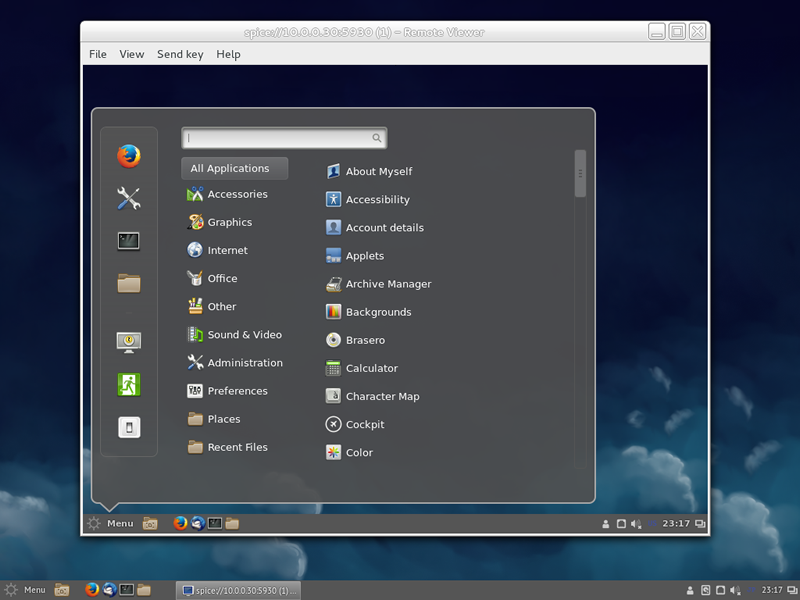 spice://10.0.0.30:5930 (1) – Remote Viewer
File View Send key Help
All Applications
Accessories
Graphics
Internet
Office
Other
Sound & Video
Administration
Preferences
Places
Recent Files
About Myself
Accessibility
Account details
Applets
Archive Manager
Backgrounds
Brasero
Calculator
Character Map
Cockpit
Color
Menu 23:17
Menu spice://10.0.0.30:5930 (1)... 23:17